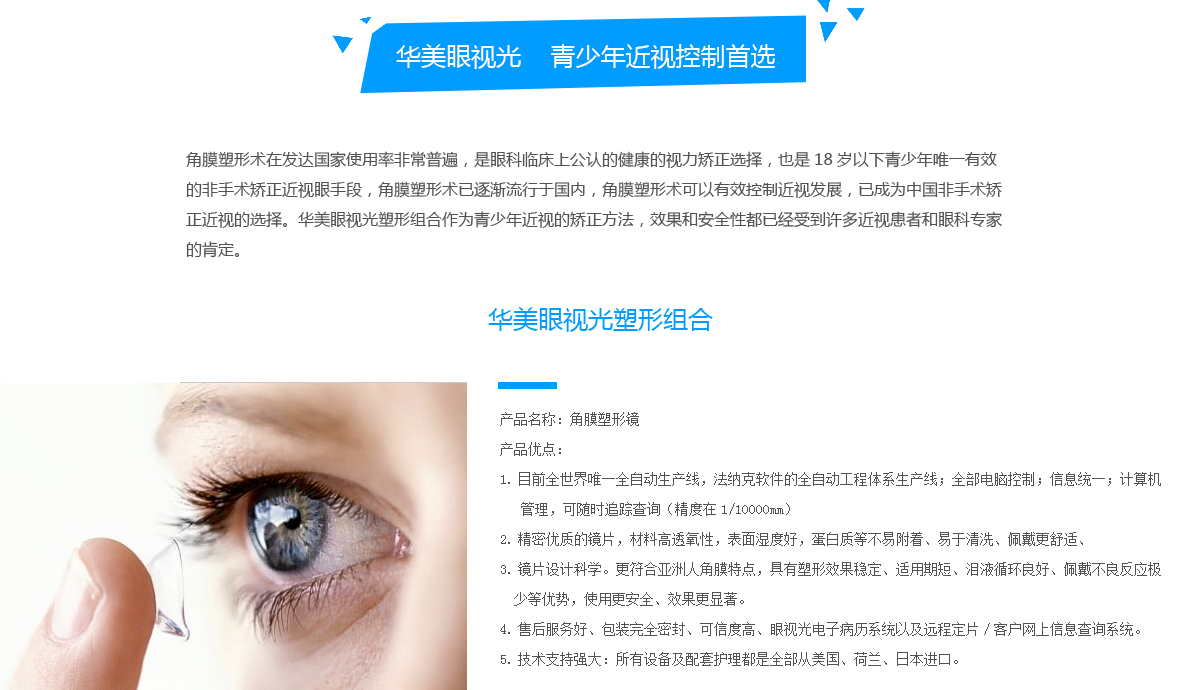 华美眼视光 青少年近视控制首选
角膜塑形术在发达国家使用率非常普遍，是眼科临床上公认的健康的视力矫正选择，也是 18 岁以下青少年唯一有效
的非手术矫正近视眼手段，角膜塑形术已逐渐流行于国内，角膜塑形术可以有效控制近视发展，已成为中国非手术矫
正近视的选择。华美眼视光塑形组合作为青少年近视的矫正方法，效果和安全性都已经受到许多近视患者和眼科专家
的肯定。
华美眼视光塑形组合
产品名称：角膜塑形镜
产品优点：
1. 目前全世界唯一全自动生产线，法纳克软件的全自动工程体系生产线；全部电脑控制；信息统一；计算机
管理，可随时追踪查询（精度在 1/10000mm）
2. 精密优质的镜片，材料高透氧性，表面湿度好，蛋白质等不易附着、易于清洗、佩戴更舒适、
3. 镜片设计科学。更符合亚洲人角膜特点，具有塑形效果稳定、适用期短、泪液循环良好、佩戴不良反应极
少等优势，使用更安全、效果更显著。
4. 售后服务好、包装完全密封、可信度高、眼视光电子病历系统以及远程定片 / 客户网上信息查询系统。
5. 技术支持强大：所有设备及配套护理都是全部从美国、荷兰、日本进口。